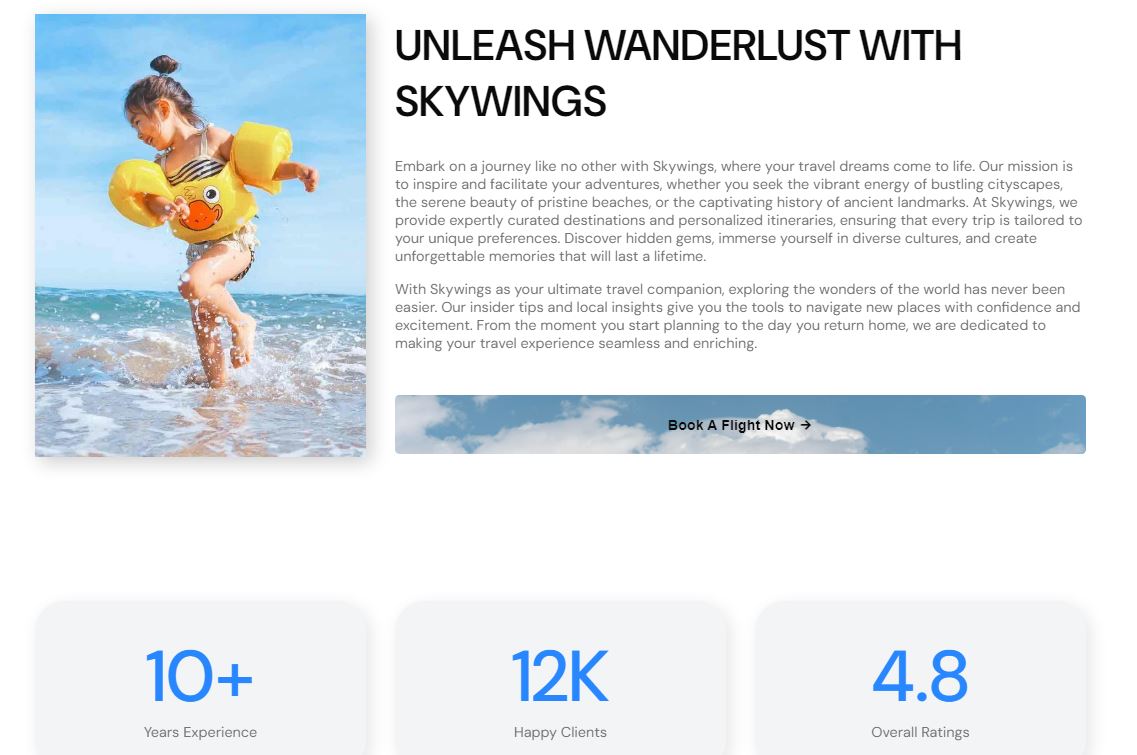 UNLEASH WANDERLUST WITH
SKYWINGS
Embark on a journey like no other with Skywings, where your travel dreams come to life. Our mission is
to inspire and facilitate your adventures, whether you seek the vibrant energy of bustling cityscapes,
the serene beauty of pristine beaches, or the captivating history of ancient landmarks. At Skywings, we
provide expertly curated destinations and personalized itineraries, ensuring that every trip is tailored to
your unique preferences. Discover hidden gems, immerse yourself in diverse cultures, and create
unforgettable memories that will last a lifetime.
With Skywings as your ultimate travel companion, exploring the wonders of the world has never been
easier. Our insider tips and local insights give you the tools to navigate new places with confidence and
excitement. From the moment you start planning to the day you return home, we are dedicated to
making your travel experience seamless and enriching.
Book A Flight Now →
10+
Years Experience
12K
Happy Clients
4.8
Overall Ratings